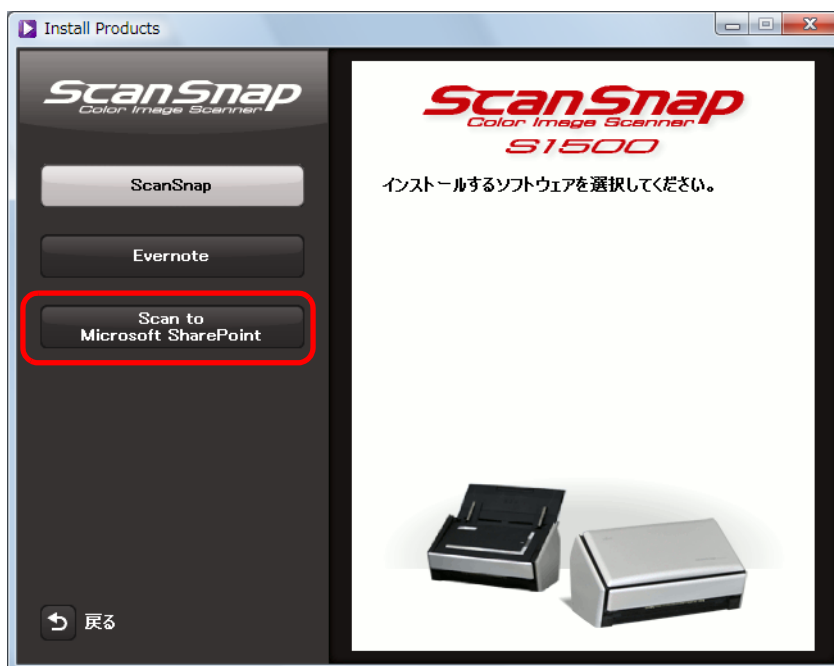 Install Products
ScanSnap
Color Image Scanner
ScanSnap
Evernote
Scan to
Microsoft SharePoint
戻る
ScanSnap
Color Image Scanner
S1500
インストールするソフトウェアを選択してください。